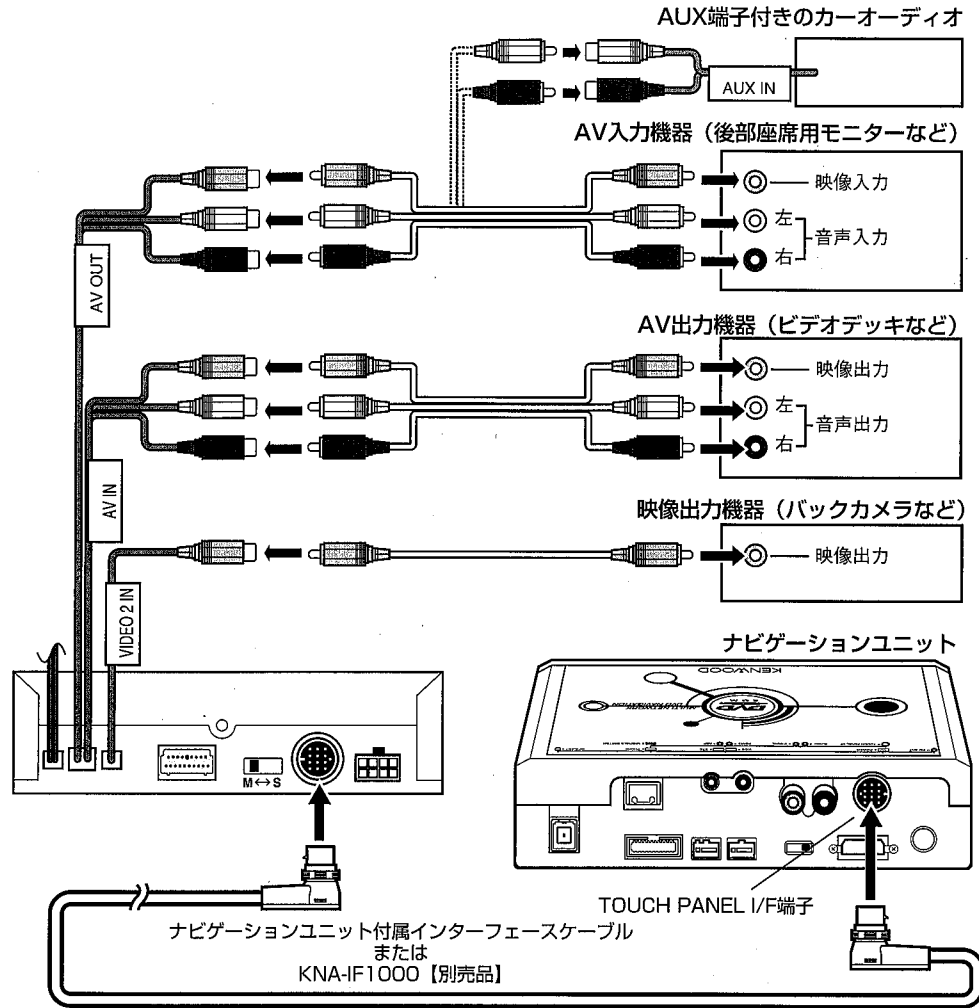 AUX端子付きのカーオーディオ
AUX IN
AV入力機器（後部座席用モニターなど）
映像入力
左
音声入力
右
AV OUT
AV出力機器（ビデオデッキなど）
映像出力
左
音声出力
右
AV IN
映像出力機器（バックカメラなど）
映像出力
VIDEO 2 IN
ナビゲーションユニット
KENWOOD
DVD
M↔S
TOUCH PANEL I/F端子
ナビゲーションユニット付属インターフェースケーブル
または
KNA-IF1000【別売品】